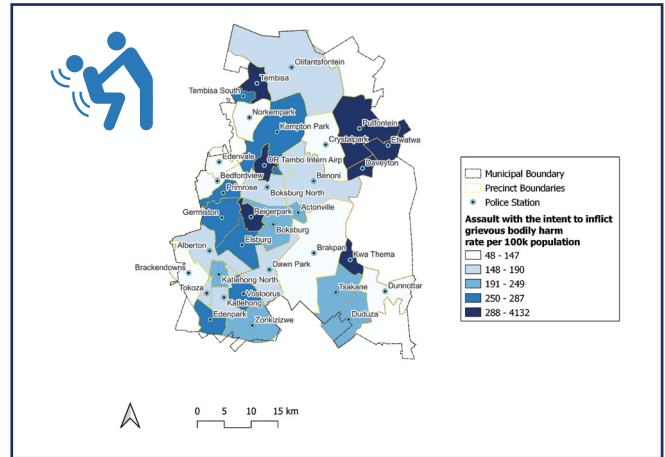 Olifantsfontein
Tembisa
Tembisa South
Norkempark
Kempton Park
Putfontein
Crystalpark
Etwatwa
Edenvale
OR Tambo Intern Airp
Daveyton
Bedfordview
Benoni
Primrose
Boksburg North
Actonville
Germiston
Reigerpark
Boksburg
Elsburg
Alberton
Brakpan
Kwa Thema
Dawn Park
Brackendowns
Katlehong North
Tsakane
Dunnottar
Tokoza
Vosloorus
Katlehong
Edenpark
Zonkizizwe
Duduza
Municipal Boundary
Precinct Boundaries
Police Station
Assault with the intent to inflict
grievous bodily harm
rate per 100k population
48 - 147
148 - 190
191 - 249
250 - 287
288 - 4132
0 5 10 15 km